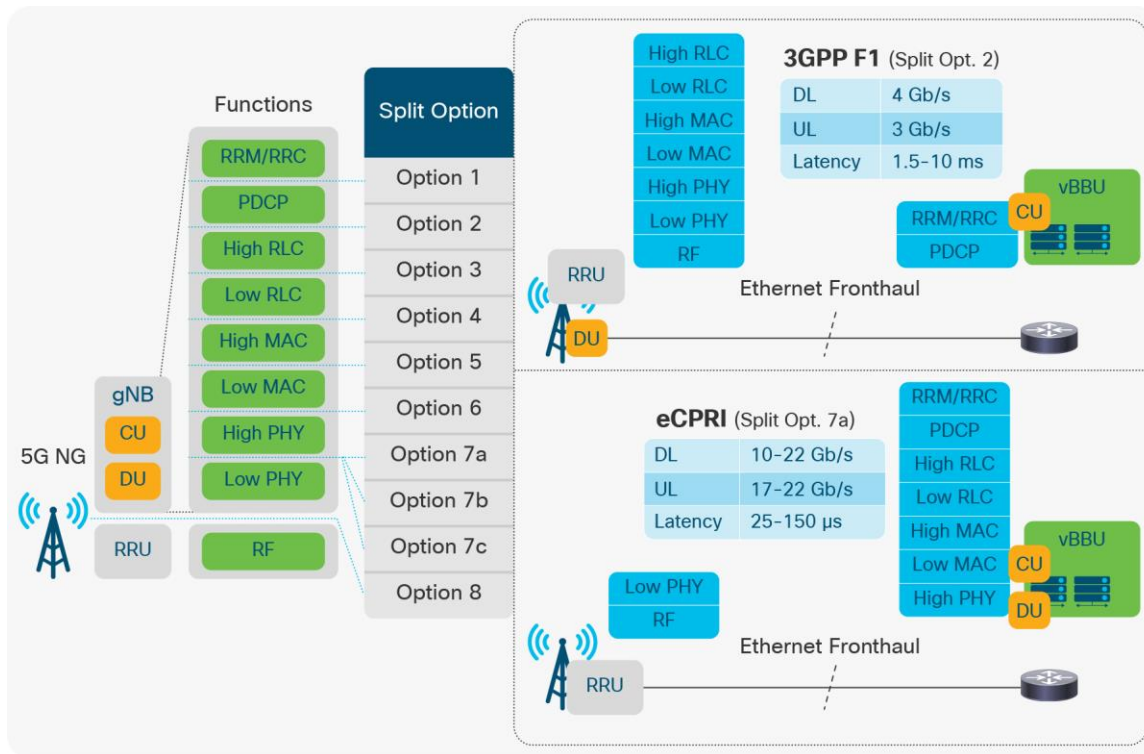 Functions
RRM/RRC
PDCP
High RLC
Low RLC
High MAC
Low MAC
High PHY
Low PHY
RF
gNB
CU
DU
5G NG
RRU
Split Option
Option 1
Option 2
Option 3
Option 4
Option 5
Option 6
Option 7a
Option 7b
Option 7c
Option 8
High RLC
Low RLC
High MAC
Low MAC
High PHY
Low PHY
RF
3GPP F1 (Split Opt. 2)
DL 4 Gb/s
UL 3 Gb/s
Latency 1.5-10 ms
vBBU
CU
RRM/RRC
PDCP
RRU
DU
Ethernet Fronthaul
eCPRI (Split Opt. 7a)
DL 10-22 Gb/s
UL 17-22 Gb/s
Latency 25-150 µs
RRM/RRC
PDCP
High RLC
Low RLC
High MAC
Low MAC
High PHY
vBBU
CU
DU
Low PHY
RF
RRU
Ethernet Fronthaul